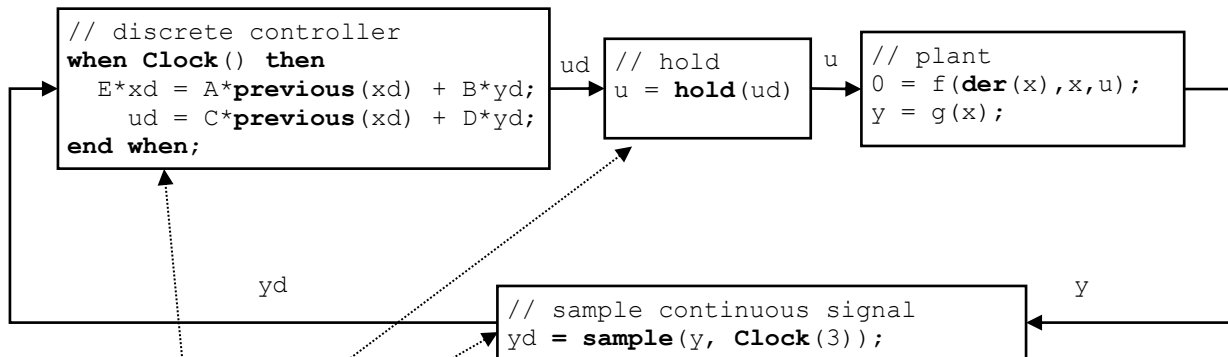 // discrete controller
when Clock() then
  E*xd = A*previous(xd) + B*yd;
    ud = C*previous(xd) + D*yd;
end when;
ud
// hold
u = hold(ud)
u
// plant
0 = f(der(x),x,u);
y = g(x);
yd
// sample continuous signal
yd = sample(y, Clock(3));
y